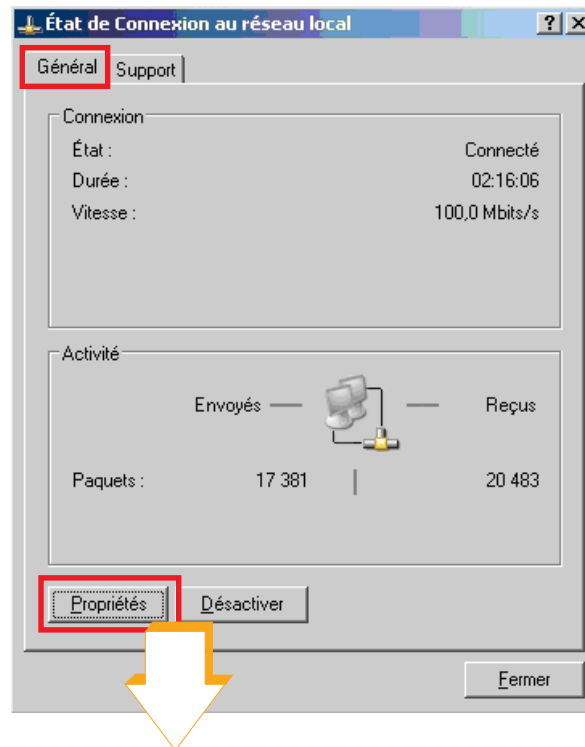 État de Connexion au réseau local
Général Support
Connexion
État : Connecté
Durée : 02:16:06
Vitesse : 100,0 Mbits/s
Activité
Envoyés Reçus
Paquets : 17 381 20 483
Propriétés Désactiver
Fermer